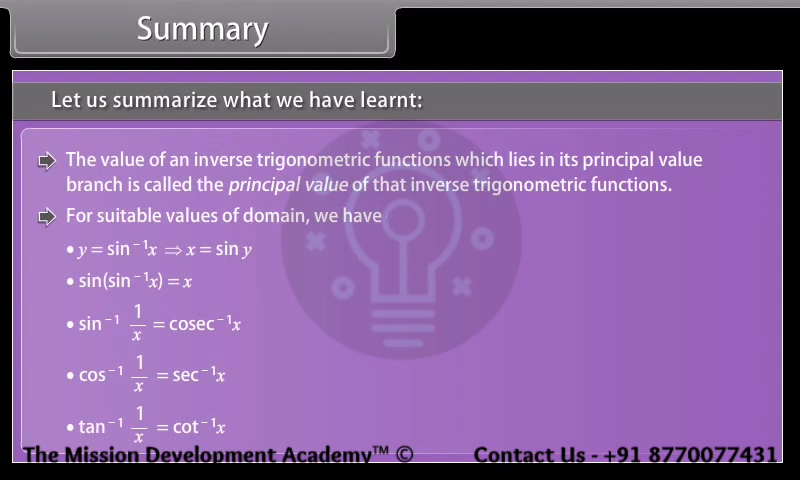 Summary
Let us summarize what we have learnt:
The value of an inverse trigonometric functions which lies in its principal value
branch is called the principal value of that inverse trigonometric functions.
For suitable values of domain, we have
• y = sin⁻¹x ⇒ x = sin y
• sin(sin⁻¹x) = x
• sin⁻¹ 1/x = cosec⁻¹x
• cos⁻¹ 1/x = sec⁻¹x
• tan⁻¹ 1/x = cot⁻¹x
The Mission Development Academy™ © Contact Us - +91 8770077431